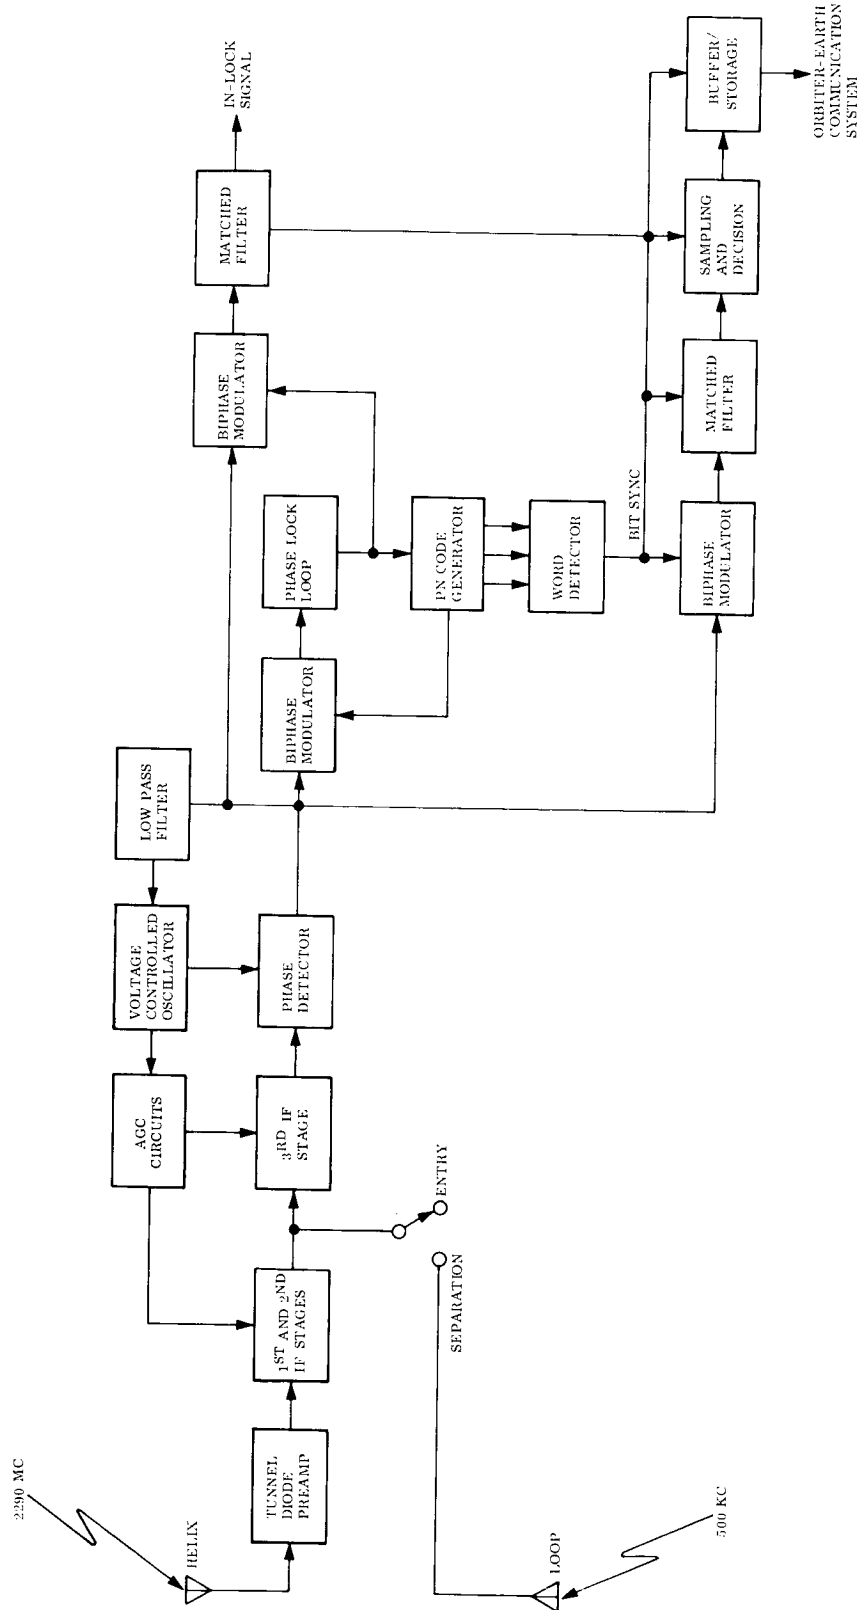 2290 MC
HELIX
TUNNEL
DIODE
PREAMP
1ST AND 2ND
IF STAGES
AGC
CIRCUITS
3RD IF
STAGE
VOLTAGE
CONTROLLED
OSCILLATOR
PHASE
DETECTOR
LOW PASS
FILTER
BIPHASE
MODULATOR
PHASE LOCK
LOOP
PN CODE
GENERATOR
WORD
DETECTOR
BIPHASE
MODULATOR
MATCHED
FILTER
IN-LOCK
SIGNAL
BIT SYNC
BIPHASE
MODULATOR
MATCHED
FILTER
SAMPLING
AND
DECISION
BUFFER/
STORAGE
ORBITER-EARTH
COMMUNICATION
SYSTEM
SEPARATION
ENTRY
LOOP
500 KC